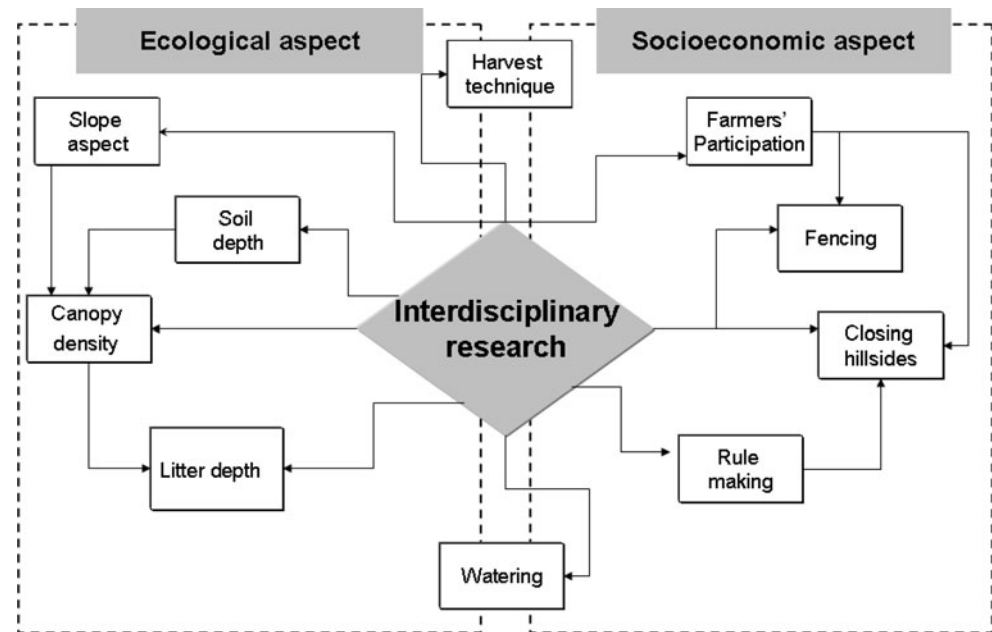 Ecological aspect
Socioeconomic aspect
Harvest
technique
Slope
aspect
Farmers’
Participation
Soil
depth
Fencing
Interdisciplinary
research
Canopy
density
Closing
hillsides
Litter depth
Rule
making
Watering